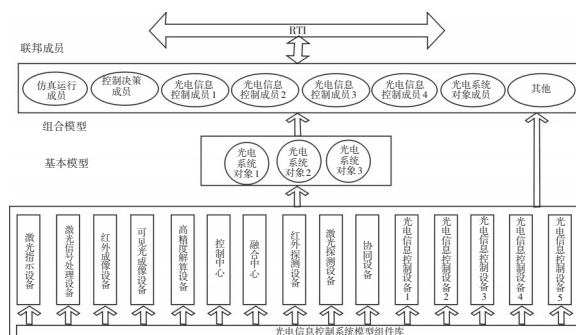 RTI
联邦成员
仿真运行
成员
控制决策
成员
光电信息
控制成员1
光电信息
控制成员2
光电信息
控制成员3
光电信息
控制成员4
光电系统
对象成员
其他
组合模型
基本模型
光电
系统
对象1
光电
系统
对象2
光电
系统
对象3
激光指示设备
激光信号处理设备
红外成像设备
可见光成像设备
高精度解算设备
控制中心
融合中心
红外探测设备
激光探测设备
协同设备
光电信息控制设备1
光电信息控制设备2
光电信息控制设备3
光电信息控制设备4
光电信息控制设备5
光电信息控制系统模型组件库